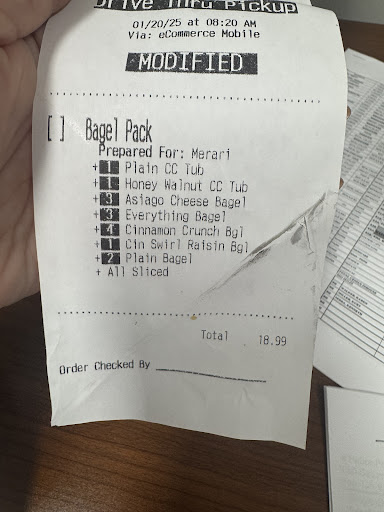 Drive Thru Pickup
01/20/25 at 08:20 AM
Via: eCommerce Mobile
MODIFIED
[ ] Bagel Pack
Prepared For: Merari
+ 1 Plain CC Tub
+ 1 Honey Walnut CC Tub
+ 3 Asiago Cheese Bagel
+ 3 Everything Bagel
+ 4 Cinnamon Crunch Bgl
+ 1 Cin Swirl Raisin Bgl
+ 2 Plain Bagel
+ All Sliced
Total 18.99
Order Checked By